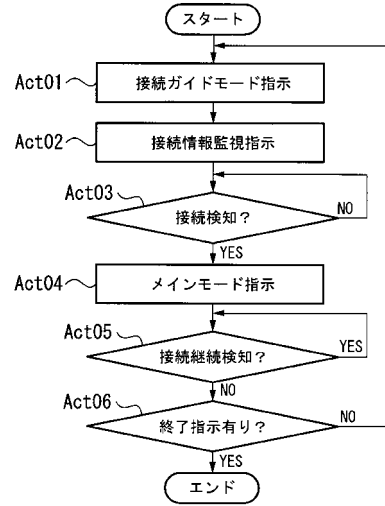 スタート
Act01
接続ガイドモード指示
Act02
接続情報監視指示
Act03
接続検知?
NO
YES
Act04
メインモード指示
Act05
接続継続検知?
YES
NO
Act06
終了指示有り?
NO
YES
エンド